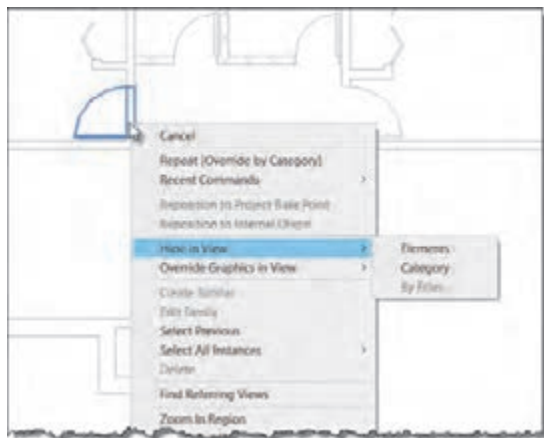 Cancel
Repeat [Override by Category]
Recent Commands
Reposition to Project Base Point
Reposition to Internal Origin
Hide in View
Elements
Override Graphics in View
Category
By Filter...
Create Similar
Edit Family
Select Previous
Select All Instances
Delete
Find Referring Views
Zoom In Region